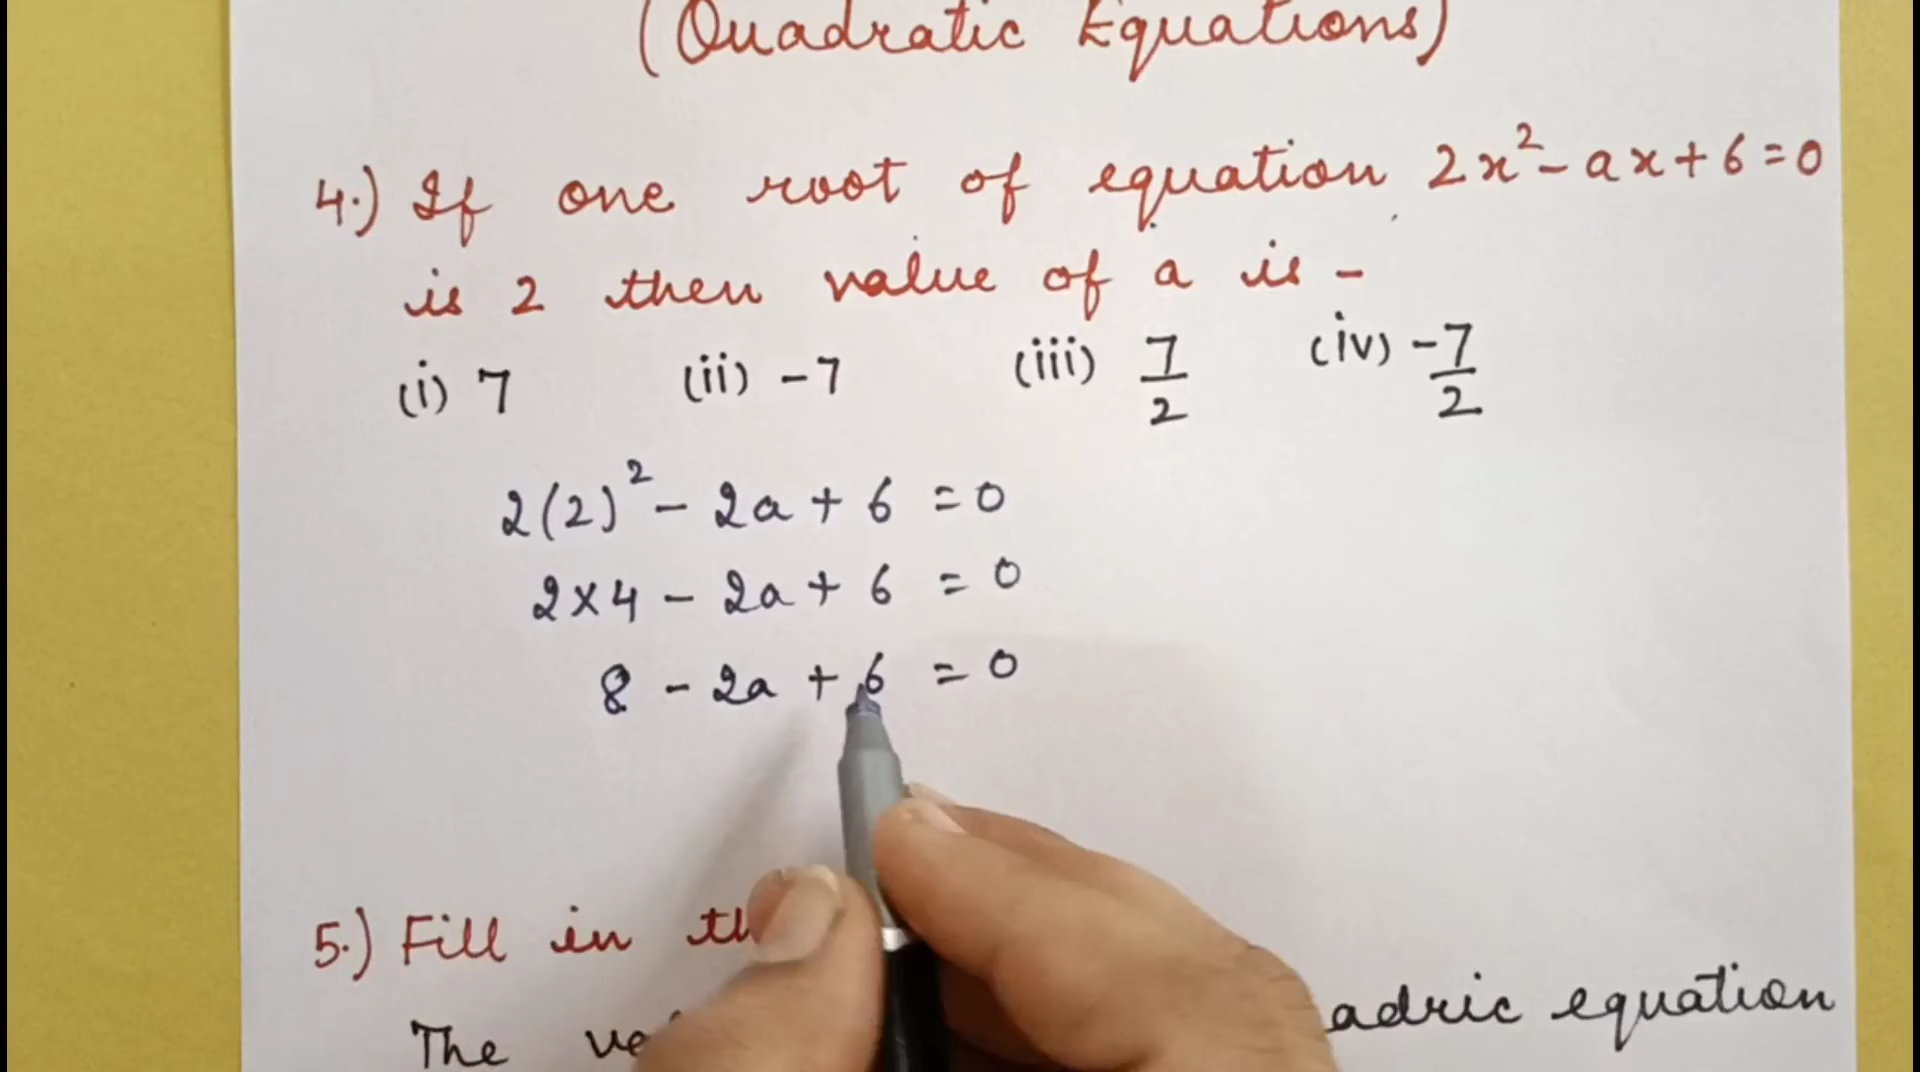 (Quadratic Equations)
4.) If one root of equation 2x² - ax + 6 = 0
is 2 then value of a is -
(i) 7 (ii) -7 (iii) 7/2 (iv) -7/2
2(2)² - 2a + 6 = 0
2 × 4 - 2a + 6 = 0
8 - 2a + 6 = 0
5.) Fill in
The equation